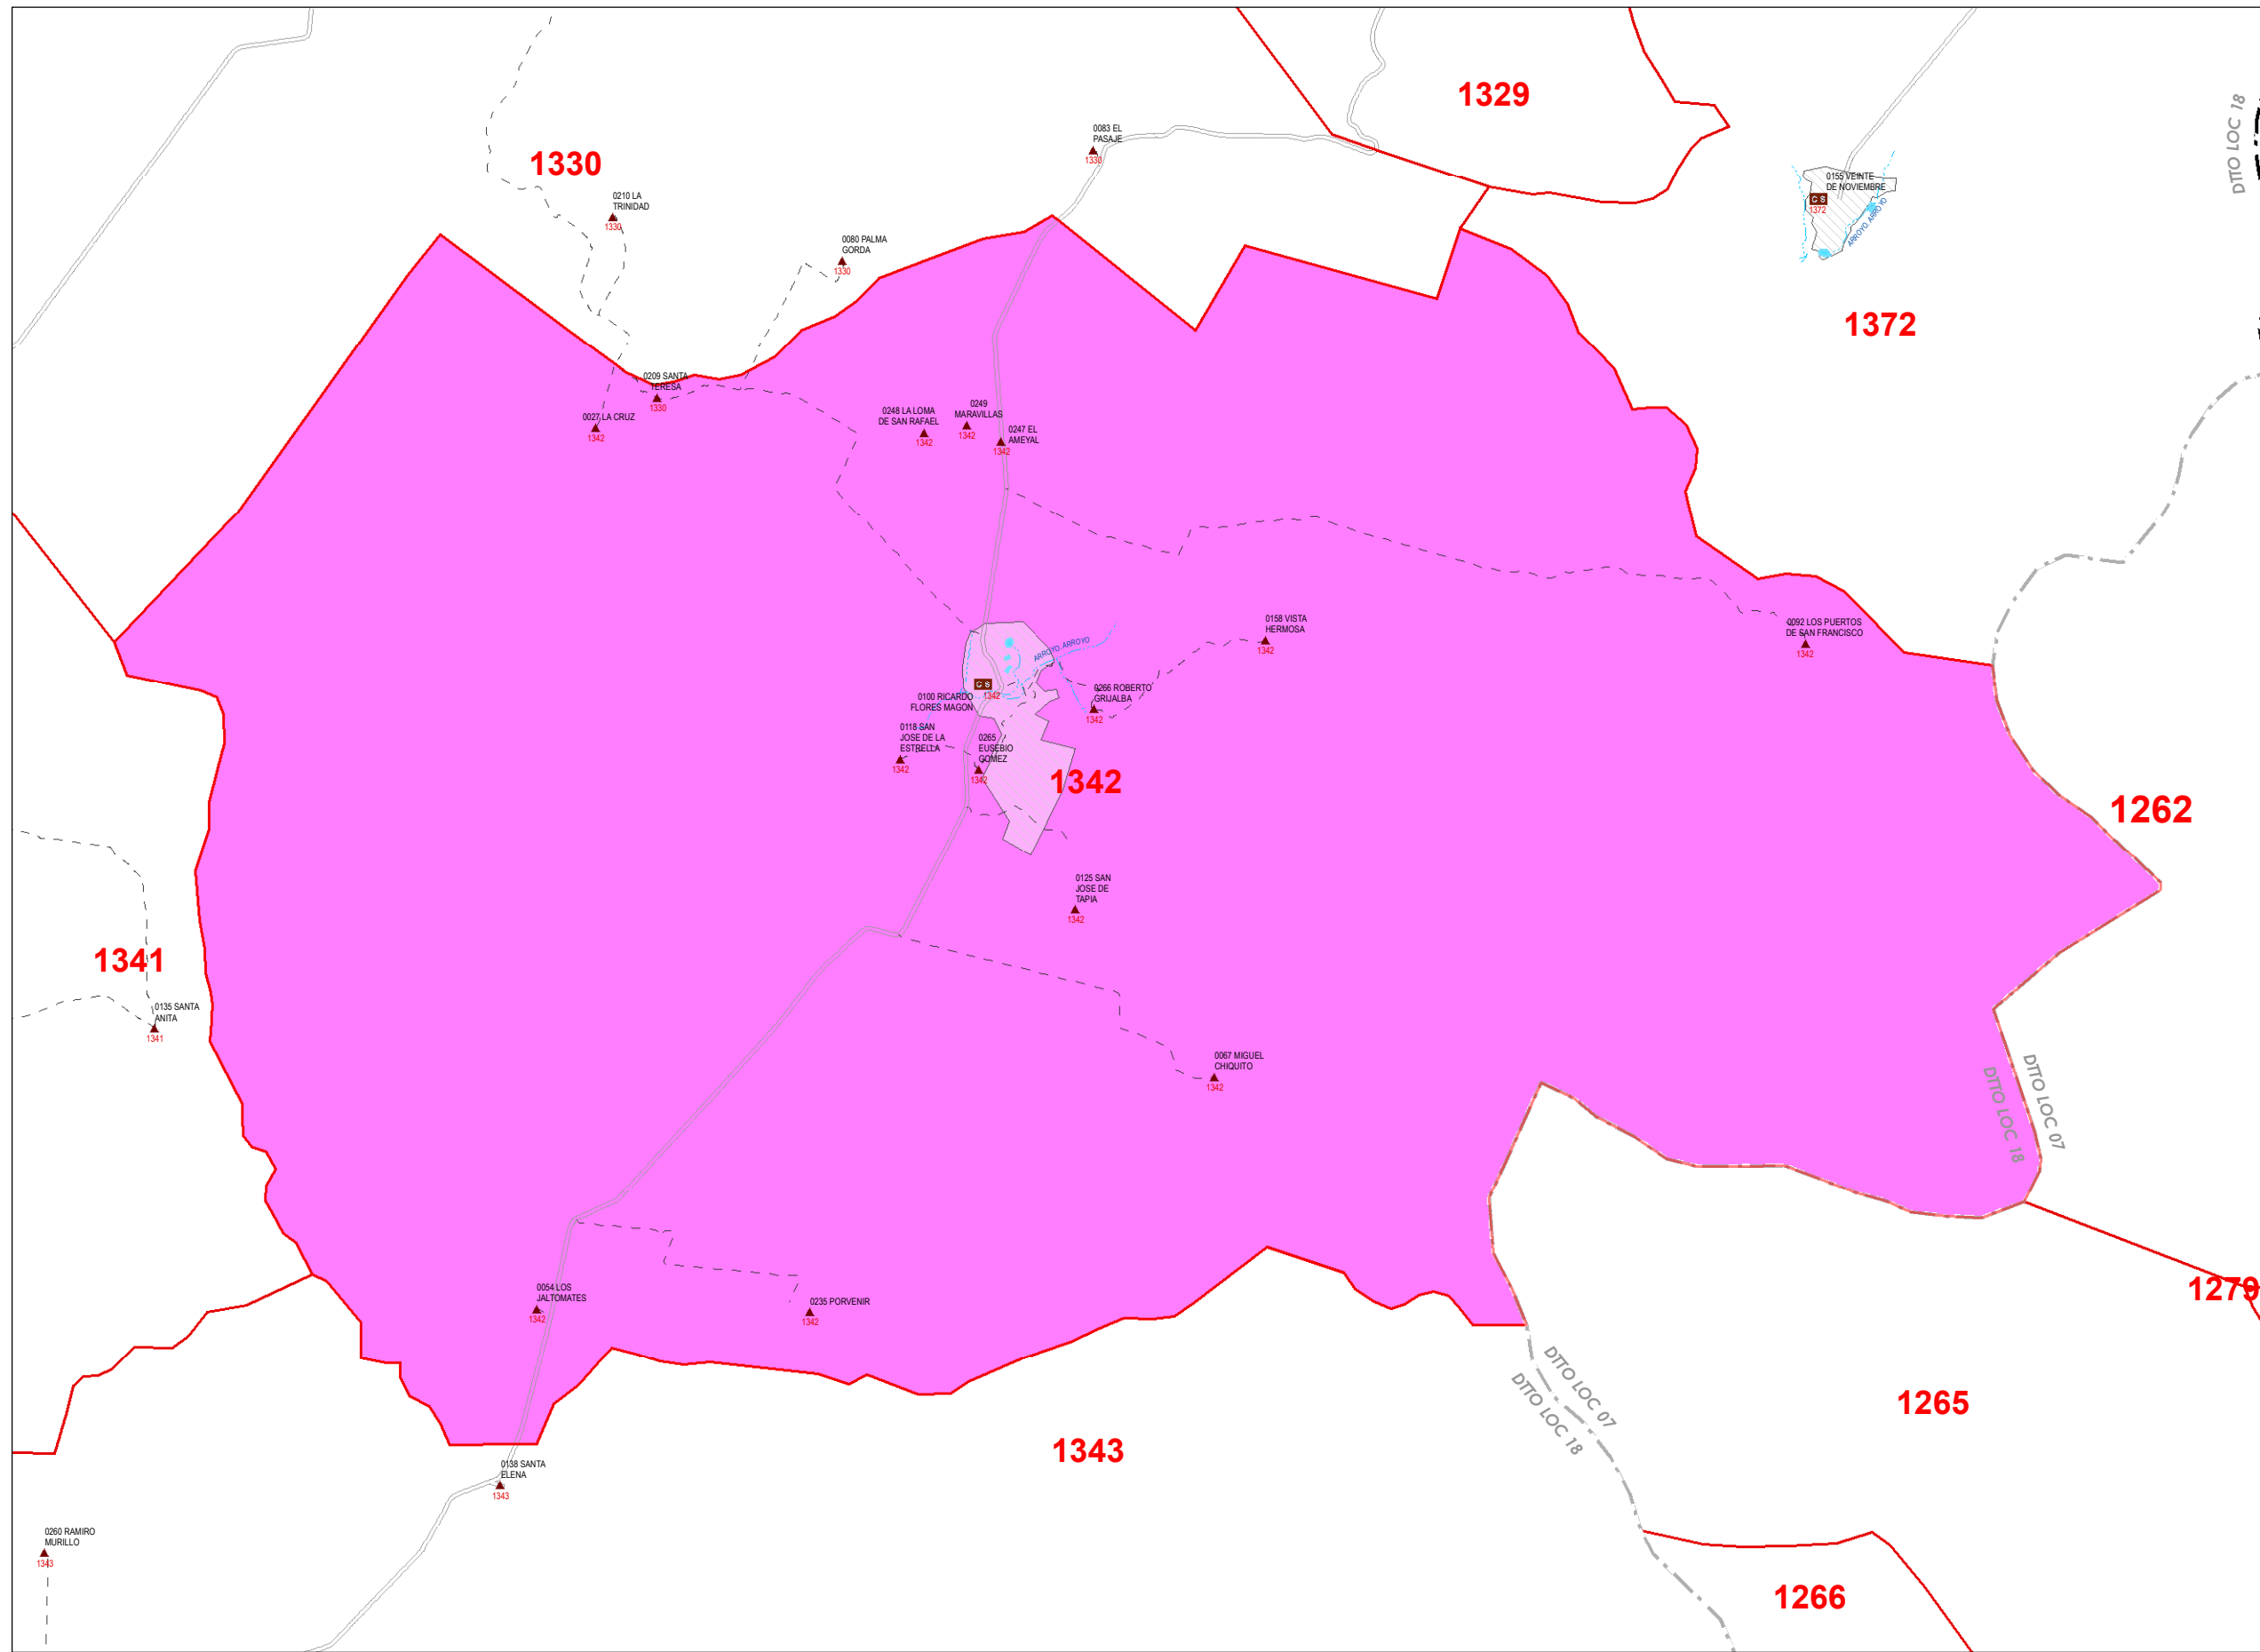 1329
DTTO LOC 18
0083 EL
PASAJE
1330
1330
0210 LA
TRINIDAD
1330
0155 VEINTE
DE NOVIEMBRE
C S
1372
ARROYO ARROYO
0080 PALMA
GORDA
1330
1372
0209 SANTA
TERESA
1330
0027 LA CRUZ
1342
0248 LA LOMA
DE SAN RAFAEL
1342
0249
MARAVILLAS
1342
0247 EL
AMEYAL
1342
0158 VISTA
HERMOSA
1342
0092 LOS PUERTOS
DE SAN FRANCISCO
1342
ARROYO ARROYO
C S
1342
0100 RICARDO
FLORES MAGON
0266 ROBERTO
GRIJALBA
1342
0118 SAN
JOSE DE LA
ESTRELLA
1342
0265
EUSEBIO
GOMEZ
1342
1342
1262
0125 SAN
JOSE DE
TAPIA
1342
1341
0135 SANTA
ANITA
1341
0067 MIGUEL
CHIQUITO
1342
DTTO LOC 07
DTTO LOC 18
0054 LOS
JALTOMATES
1342
0235 PORVENIR
1342
1279
DTTO LOC 07
DTTO LOC 18
1265
1343
0138 SANTA
ELENA
1343
0260 RAMIRO
MURILLO
1343
1266